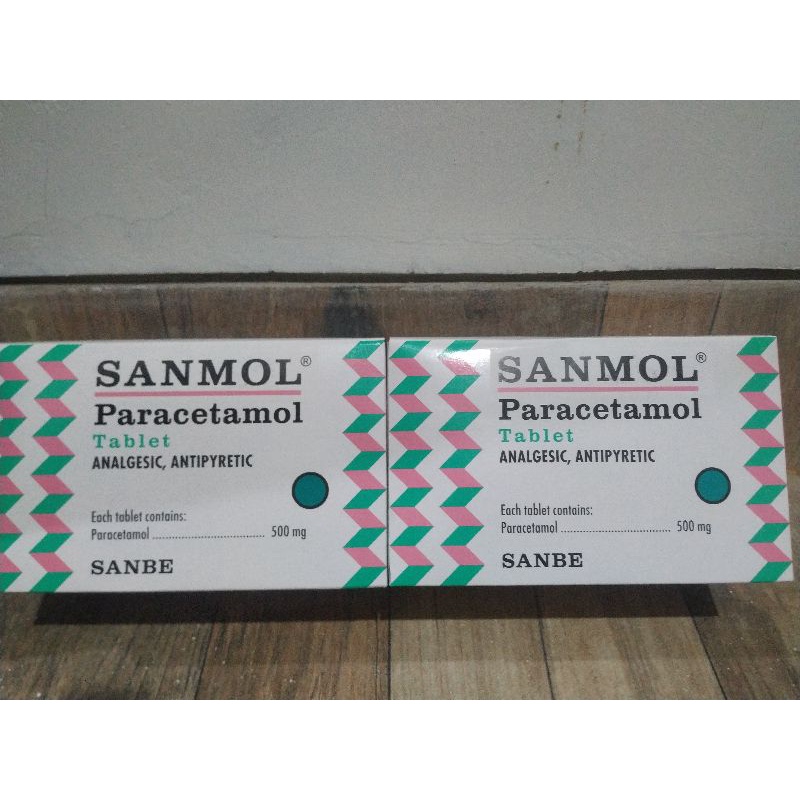 SANMOL®
Paracetamol
Tablet
ANALGESIC, ANTIPYRETIC
Each tablet contains:
Paracetamol .................................. 500 mg
SANBE
SANMOL®
Paracetamol
Tablet
ANALGESIC, ANTIPYRETIC
Each tablet contains:
Paracetamol .................................. 500 mg
SANBE